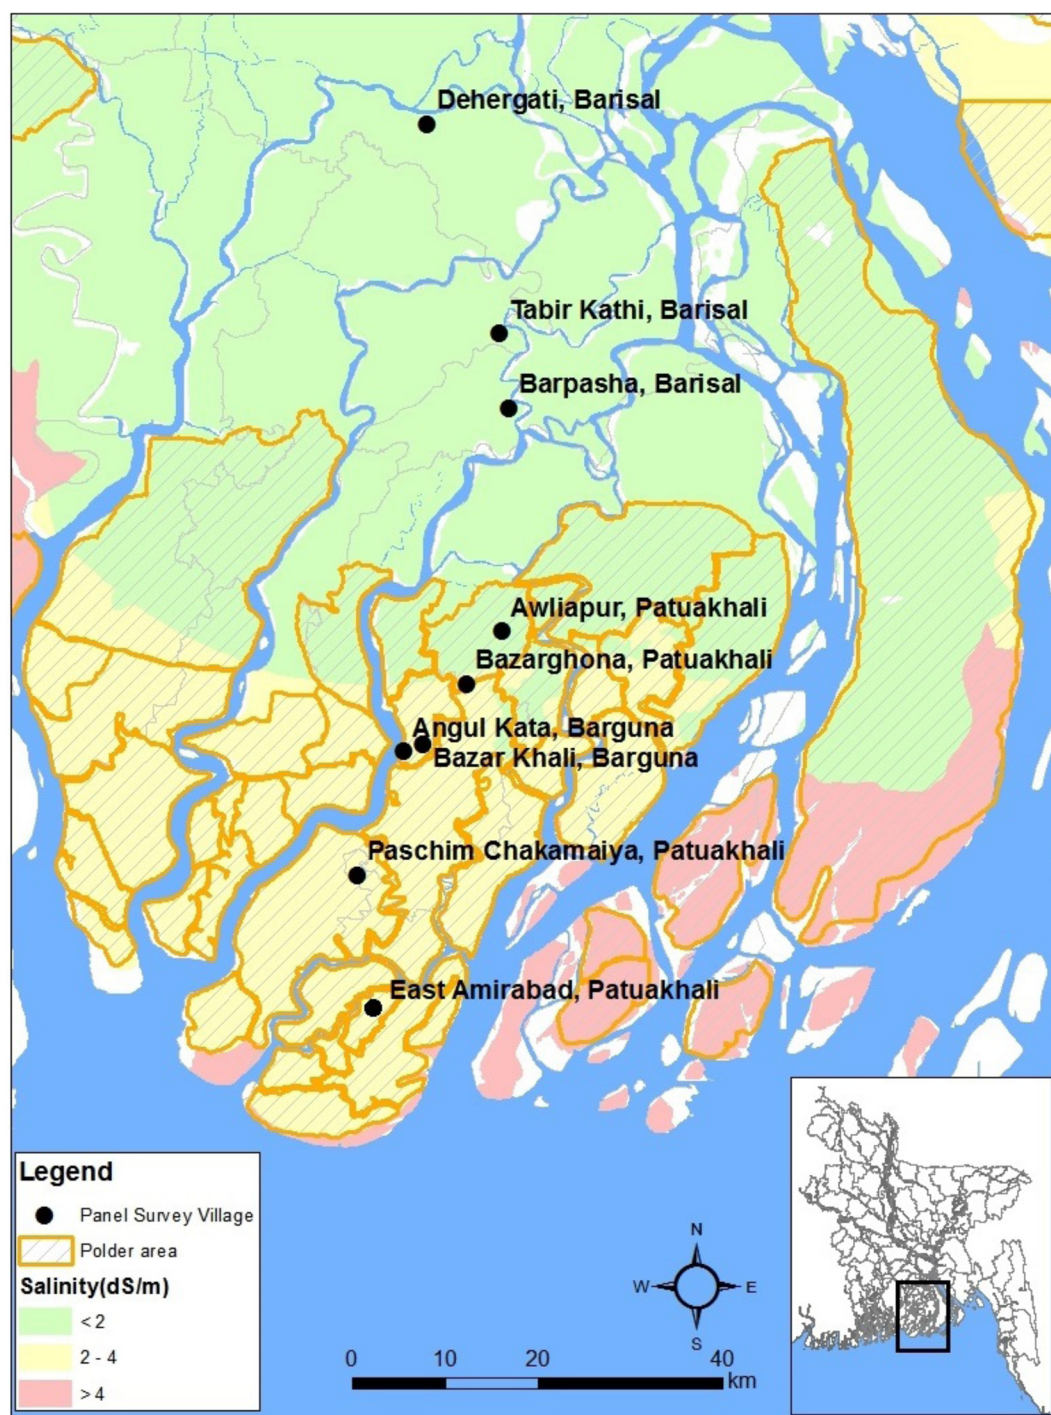 Dehergati, Barisal
Tabir Kathi, Barisal
Barpasha, Barisal
Awliapur, Patuakhali
Bazarghona, Patuakhali
Angul Kata, Barguna
Bazar Khali, Barguna
Paschim Chakamaiya, Patuakhali
East Amirabad, Patuakhali
Legend
Panel Survey Village
Polder area
Salinity(dS/m)
< 2
2 - 4
> 4
N
W E
S
0 10 20 40
km